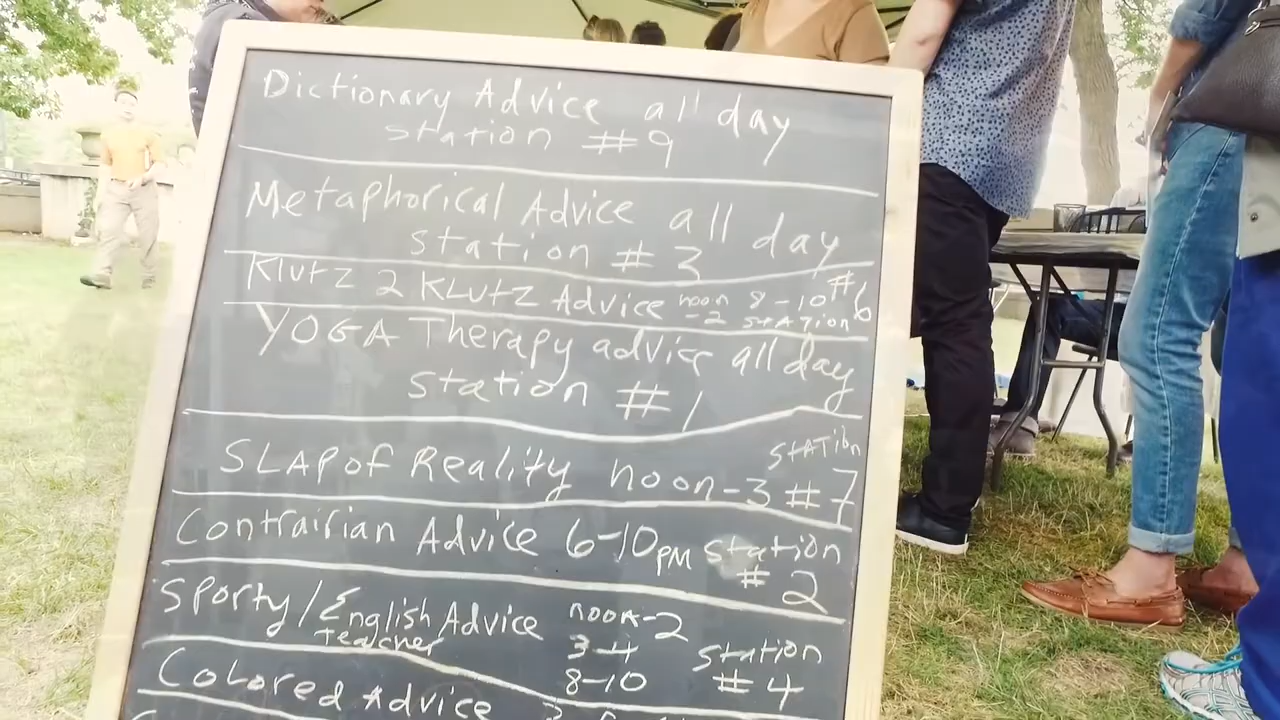 Dictionary Advice all day
station #9
Metaphorical Advice all day
station #3
Klutz 2 Klutz Advice noon-2 8-10 station #6
YOGA Therapy advice all day
station #1
SLAP of Reality noon-3 station #7
Contrairian Advice 6-10pm station #2
Sporty/English teacher Advice noon-2
3-4 station #4
8-10
Colored Advice